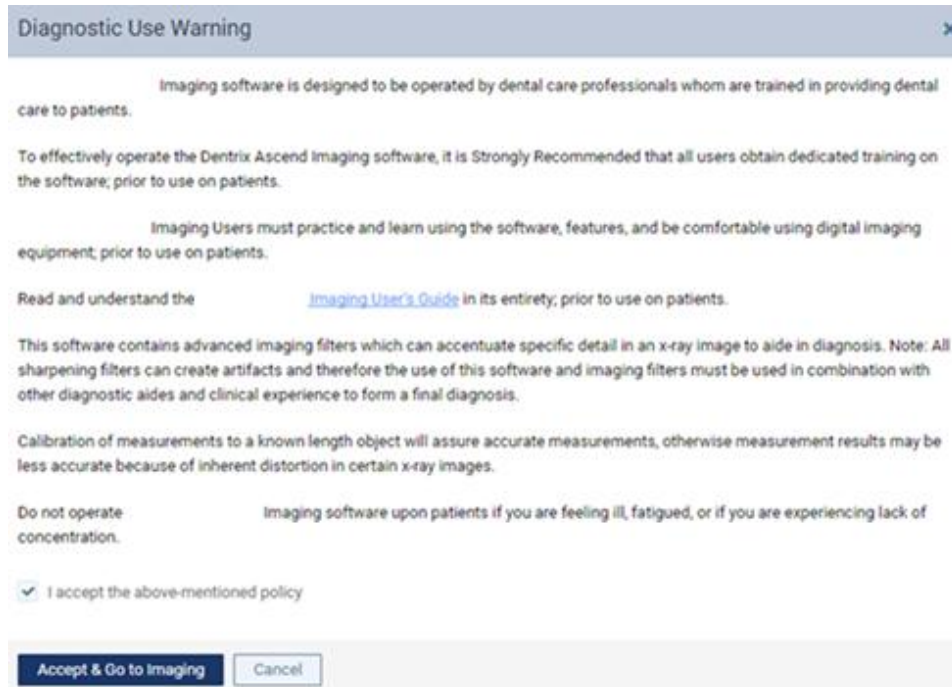 Diagnostic Use Warning
Imaging software is designed to be operated by dental care professionals whom are trained in providing dental
care to patients.
To effectively operate the Dentrix Ascend Imaging software, it is Strongly Recommended that all users obtain dedicated training on
the software; prior to use on patients.
Imaging Users must practice and learn using the software, features, and be comfortable using digital imaging
equipment; prior to use on patients.
Read and understand the Imaging User's Guide in its entirety; prior to use on patients.
This software contains advanced imaging filters which can accentuate specific detail in an x-ray image to aide in diagnosis. Note: All
sharpening filters can create artifacts and therefore the use of this software and imaging filters must be used in combination with
other diagnostic aides and clinical experience to form a final diagnosis.
Calibration of measurements to a known length object will assure accurate measurements, otherwise measurement results may be
less accurate because of inherent distortion in certain x-ray images.
Do not operate Imaging software upon patients if you are feeling ill, fatigued, or if you are experiencing lack of
concentration.
I accept the above-mentioned policy
Accept & Go to Imaging Cancel